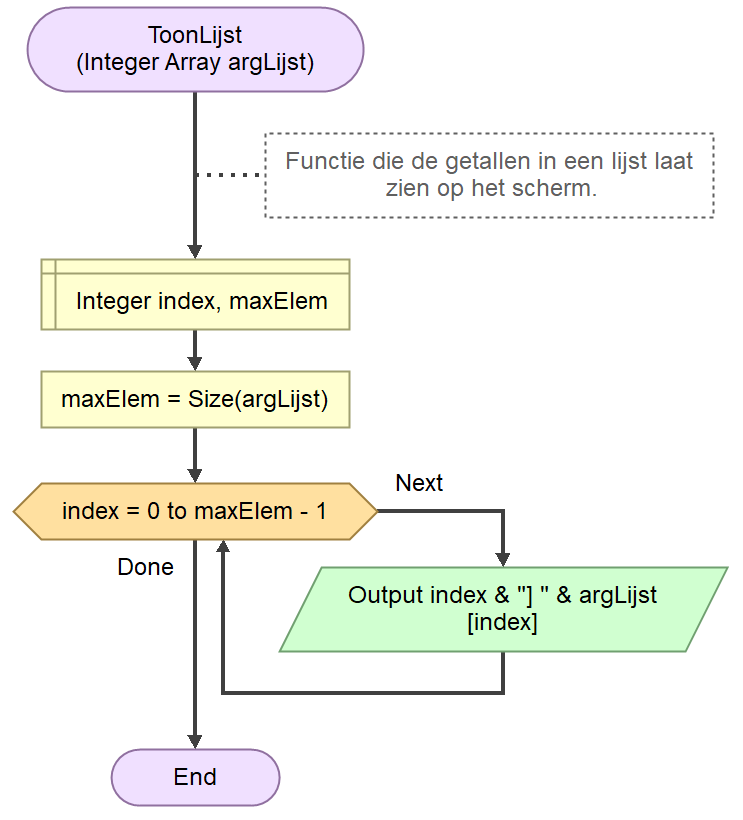 ToonLijst
(Integer Array argLijst)
Functie die de getallen in een lijst laat
zien op het scherm.
Integer index, maxElem
maxElem = Size(argLijst)
index = 0 to maxElem - 1
Next
Done
Output index & "] " & argLijst
[index]
End